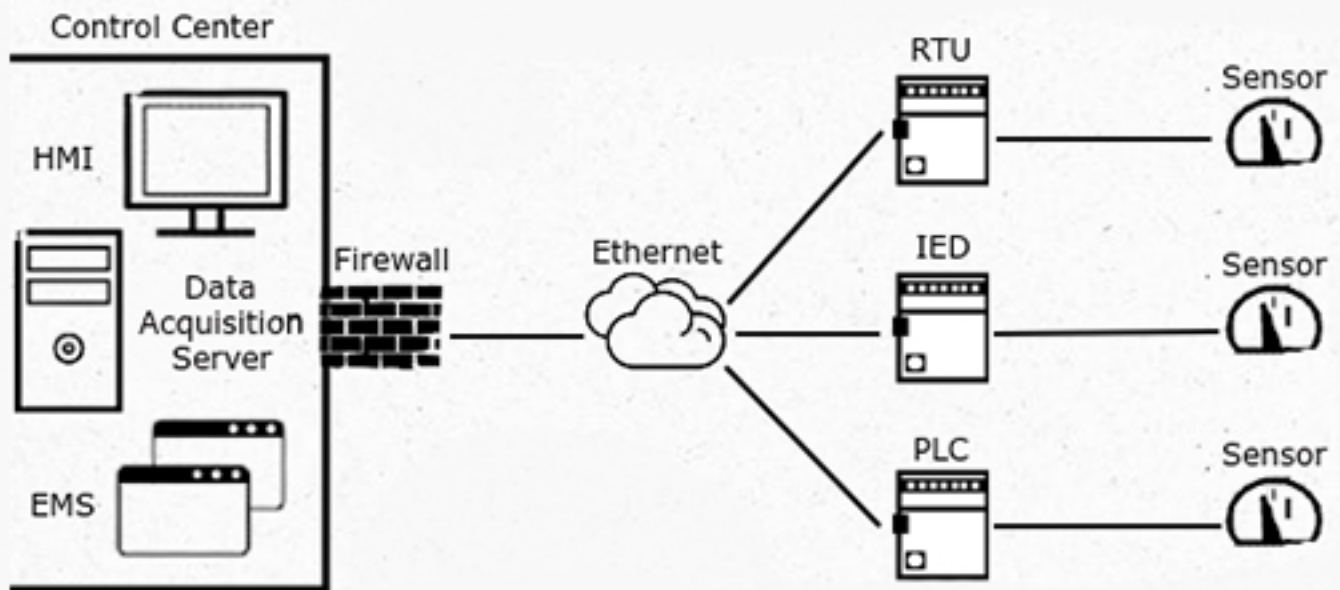 Control Center
HMI
Data
Acquisition
Server
EMS
Firewall
Ethernet
RTU
Sensor
IED
Sensor
PLC
Sensor